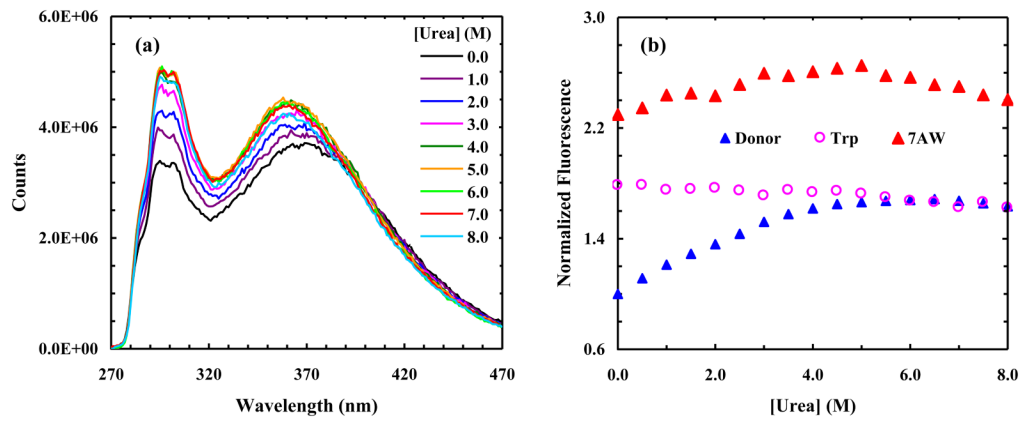 (a)
[Urea] (M)
0.0
1.0
2.0
3.0
4.0
5.0
6.0
7.0
8.0
6.0E+06
4.0E+06
2.0E+06
0.0E+00
Counts
270 320 370 420 470
Wavelength (nm)
(b)
3.0
2.2
1.4
0.6
Normalized Fluorescence
Donor Trp 7AW
0.0 2.0 4.0 6.0 8.0
[Urea] (M)